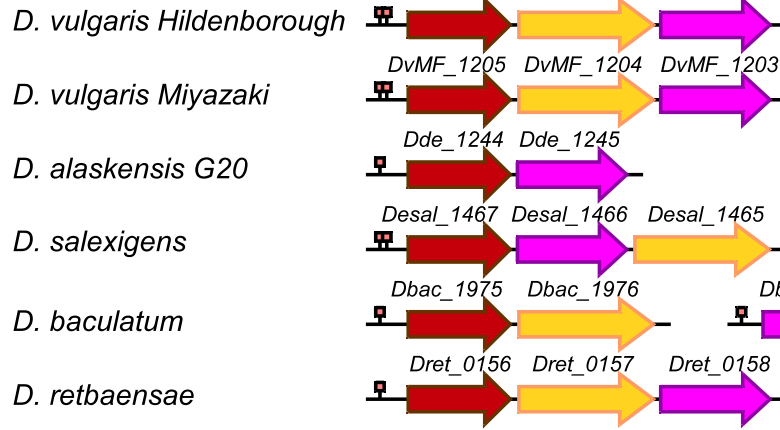 D. vulgaris Hildenborough
DvMF_1205 DvMF_1204 DvMF_1203
D. vulgaris Miyazaki
Dde_1244 Dde_1245
D. alaskensis G20
Desal_1467 Desal_1466 Desal_1465
D. salexigens
Dbac_1975 Dbac_1976
D. baculatum
Dret_0156 Dret_0157 Dret_0158
D. retbaensae